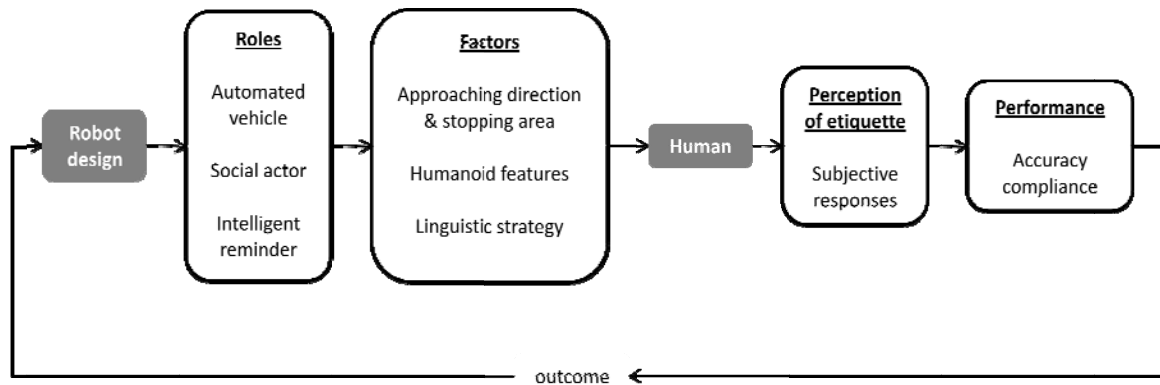 Robot
design
Roles
Automated
vehicle
Social actor
Intelligent
reminder
Factors
Approaching direction
& stopping area
Humanoid features
Linguistic strategy
Human
Perception
of etiquette
Subjective
responses
Performance
Accuracy
compliance
outcome